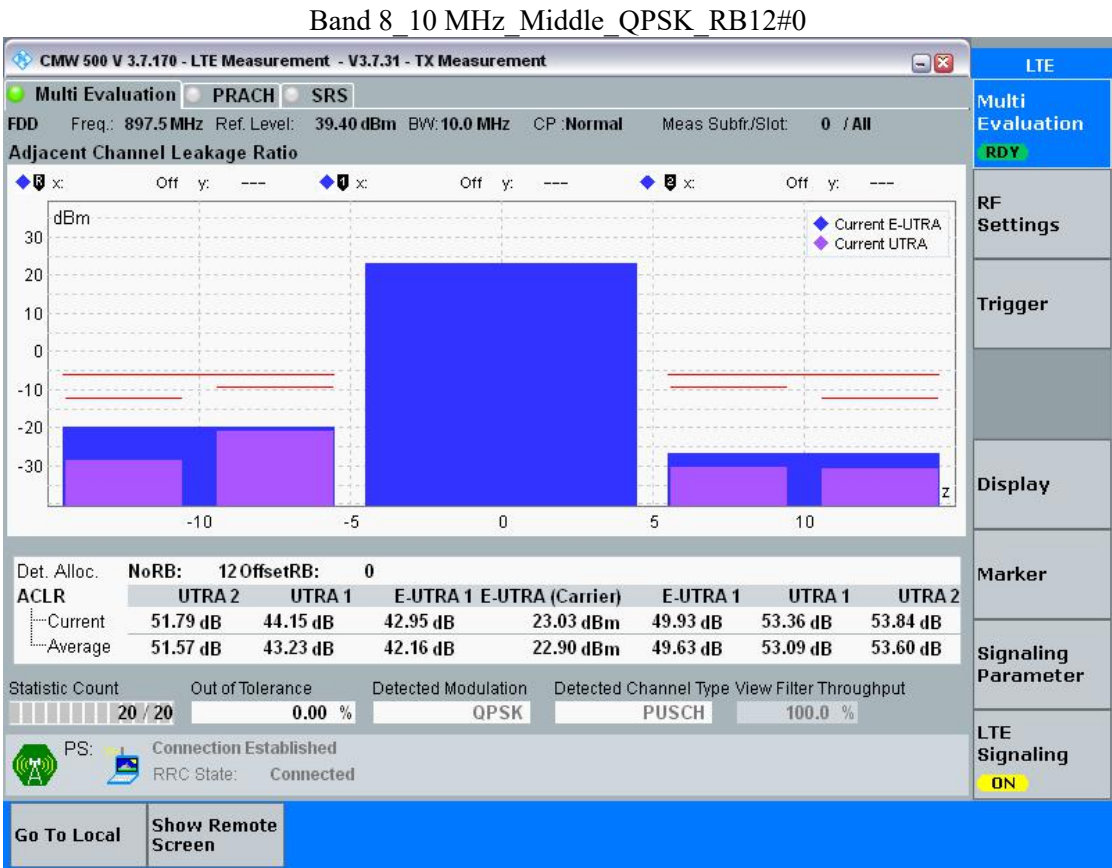 Band 8_10 MHz_Middle_QPSK_RB12#0
CMW 500 V 3.7.170 - LTE Measurement - V3.7.31 - TX Measurement
LTE
Multi Evaluation PRACH SRS
FDD Freq.: 897.5 MHz Ref. Level: 39.40 dBm BW: 10.0 MHz CP :Normal Meas Subfr./Slot: 0 / All
Adjacent Channel Leakage Ratio
R x: Off y: --- 1 x: Off y: --- 2 x: Off y: ---
dBm
Current E-UTRA
Current UTRA
30
20
10
0
-10
-20
-30
z
-10 -5 0 5 10
Det. Alloc. NoRB: 12 OffsetRB: 0
ACLR UTRA 2 UTRA 1 E-UTRA 1 E-UTRA (Carrier) E-UTRA 1 UTRA 1 UTRA 2
Current 51.79 dB 44.15 dB 42.95 dB 23.03 dBm 49.93 dB 53.36 dB 53.84 dB
Average 51.57 dB 43.23 dB 42.16 dB 22.90 dBm 49.63 dB 53.09 dB 53.60 dB
Statistic Count Out of Tolerance Detected Modulation Detected Channel Type View Filter Throughput
20 / 20 0.00 % QPSK PUSCH 100.0 %
PS: Connection Established
RRC State: Connected
Multi
Evaluation
RDY
RF
Settings
Trigger
Display
Marker
Signaling
Parameter
LTE
Signaling
ON
Go To Local
Show Remote
Screen